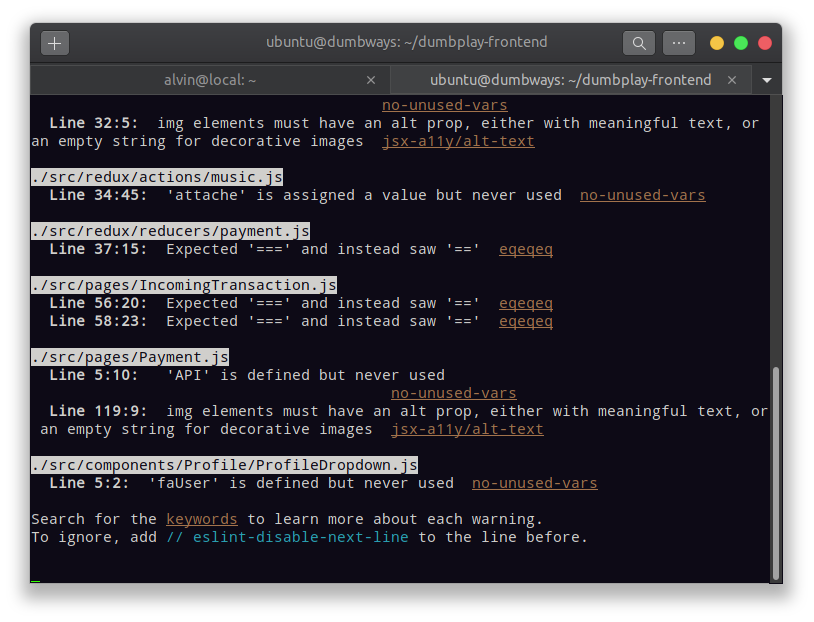 ubuntu@dumbways: ~/dumbplay-frontend
alvin@local: ~
ubuntu@dumbways: ~/dumbplay-frontend
no-unused-vars
Line 32:5: img elements must have an alt prop, either with meaningful text, or
an empty string for decorative images jsx-a11y/alt-text
./src/redux/actions/music.js
Line 34:45: 'attache' is assigned a value but never used no-unused-vars
./src/redux/reducers/payment.js
Line 37:15: Expected '===' and instead saw '==' eqeqeq
./src/pages/IncomingTransaction.js
Line 56:20: Expected '===' and instead saw '==' eqeqeq
Line 58:23: Expected '===' and instead saw '==' eqeqeq
./src/pages/Payment.js
Line 5:10: 'API' is defined but never used
no-unused-vars
Line 119:9: img elements must have an alt prop, either with meaningful text, or
an empty string for decorative images jsx-a11y/alt-text
./src/components/Profile/ProfileDropdown.js
Line 5:2: 'faUser' is defined but never used no-unused-vars
Search for the keywords to learn more about each warning.
To ignore, add // eslint-disable-next-line to the line before.